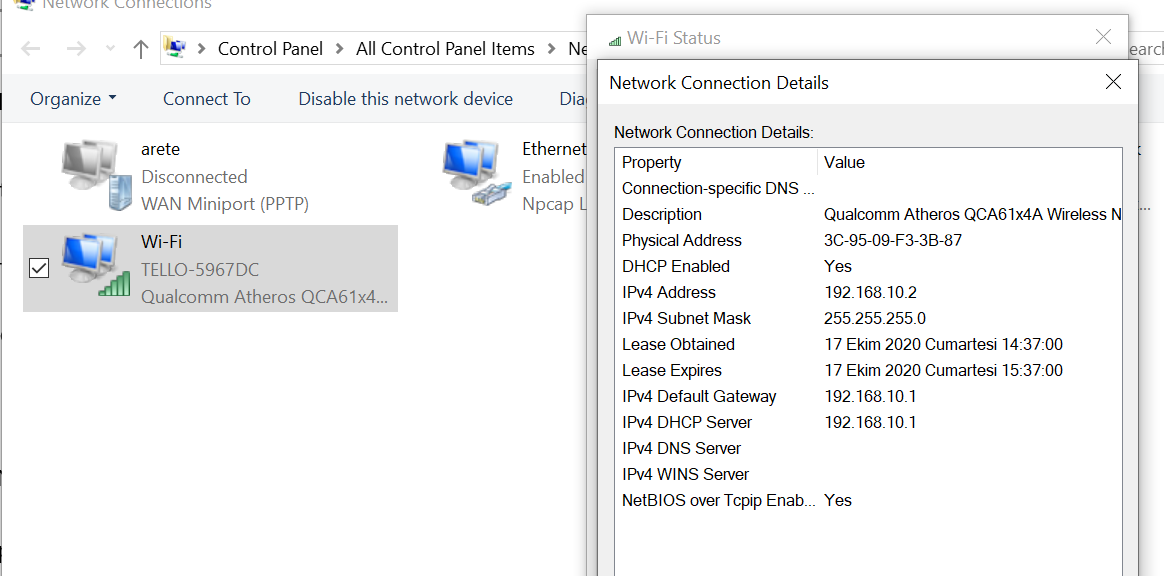 Network Connections
Control Panel > All Control Panel Items > Ne
earc
Organize
Connect To
Disable this network device
Dia
arete
Disconnected
WAN Miniport (PPTP)
Ethernet
Enabled
Npcap L
Wi-Fi
TELLO-5967DC
Qualcomm Atheros QCA61x4A...
Wi-Fi Status
Network Connection Details
Network Connection Details:
Property Value
Connection-specific DNS ...
Description Qualcomm Atheros QCA61x4A Wireless N
Physical Address 3C-95-09-F3-3B-87
DHCP Enabled Yes
IPv4 Address 192.168.10.2
IPv4 Subnet Mask 255.255.255.0
Lease Obtained 17 Ekim 2020 Cumartesi 14:37:00
Lease Expires 17 Ekim 2020 Cumartesi 15:37:00
IPv4 Default Gateway 192.168.10.1
IPv4 DHCP Server 192.168.10.1
IPv4 DNS Server
IPv4 WINS Server
NetBIOS over Tcpip Enab... Yes